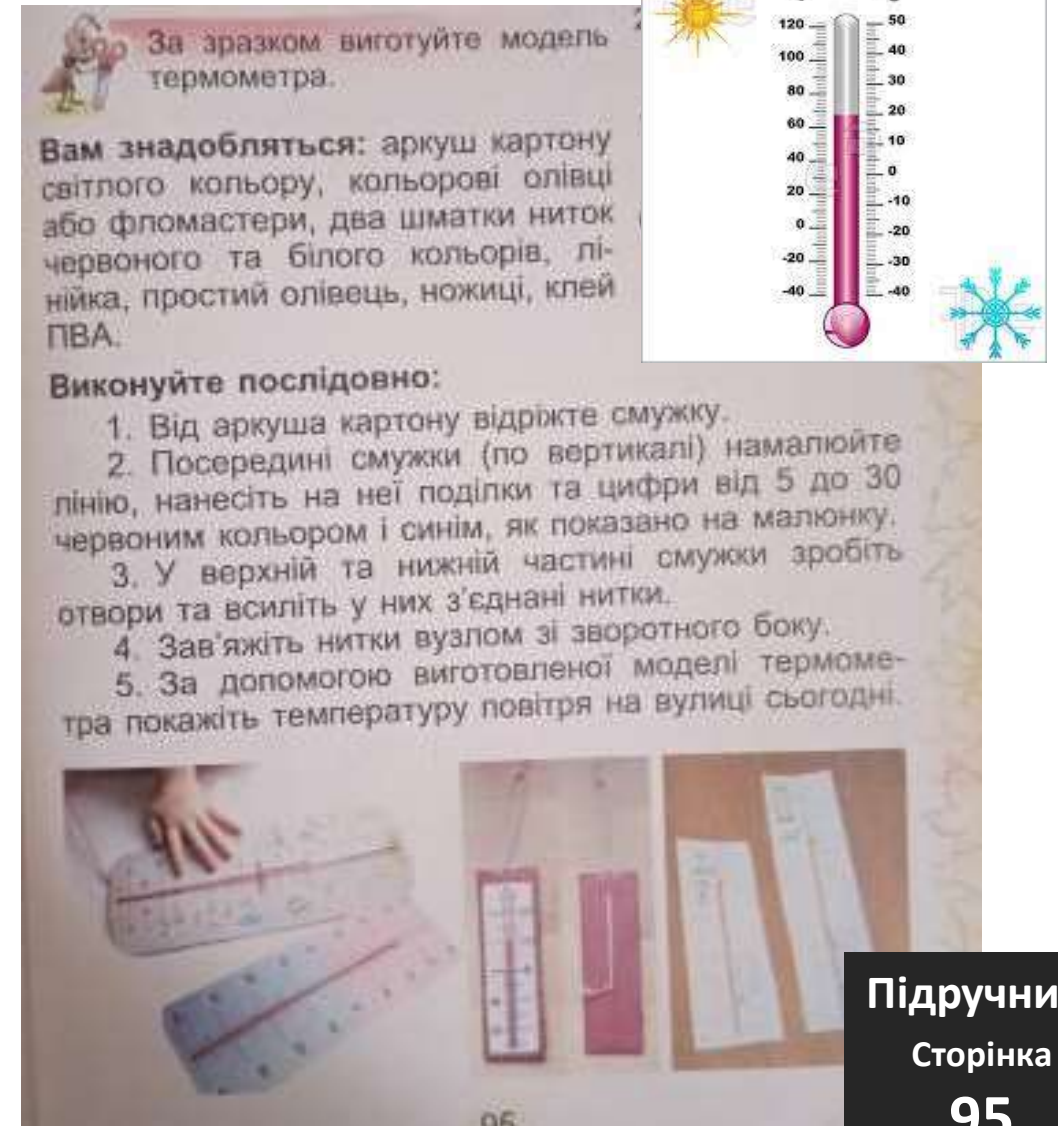 За зразком виготуйте модель
термометра.
Вам знадобляться: аркуш картону
світлого кольору, кольорові олівці
або фломастери, два шматки ниток
червоного та білого кольорів, лі-
нійка, простий олівець, ножиці, клей
ПВА.
Виконуйте послідовно:
1. Від аркуша картону відріжте смужку.
2. Посередині смужки (по вертикалі) намалюйте
лінію, нанесіть на неї поділки та цифри від 5 до 30
червоним кольором і синім, як показано на малюнку.
3. У верхній та нижній частині смужки зробіть
отвори та всиліть у них з'єднані нитки.
4. Зав'яжіть нитки вузлом зі зворотного боку.
5. За допомогою виготовленої моделі термоме-
тра покажіть температуру повітря на вулиці сьогодні.
120 50
100 40
80 30
60 20
40 10
20 0
0 -10
-20 -20
-40 -30
-40
Підручни
Сторінка
95